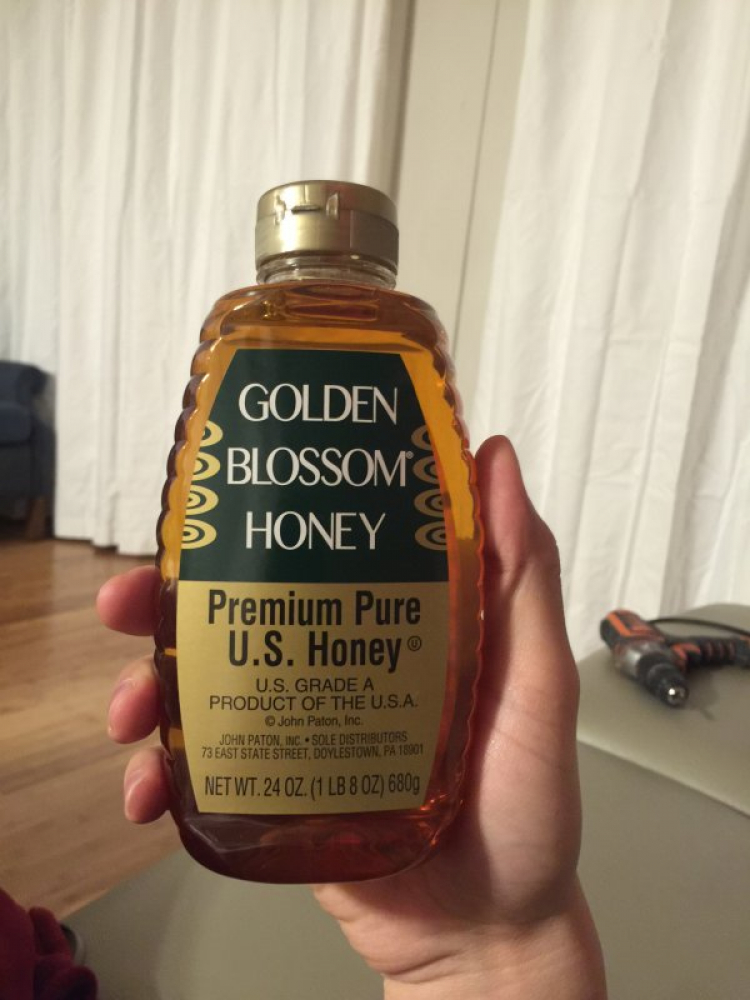 GOLDEN
BLOSSOM®
HONEY
Premium Pure
U.S. Honey Ⓤ
U.S. GRADE A
PRODUCT OF THE U.S.A.
© John Paton, Inc.
JOHN PATON, INC. • SOLE DISTRIBUTORS
73 EAST STATE STREET, DOYLESTOWN, PA 18901
NET WT. 24 OZ. (1 LB 8 OZ) 680g